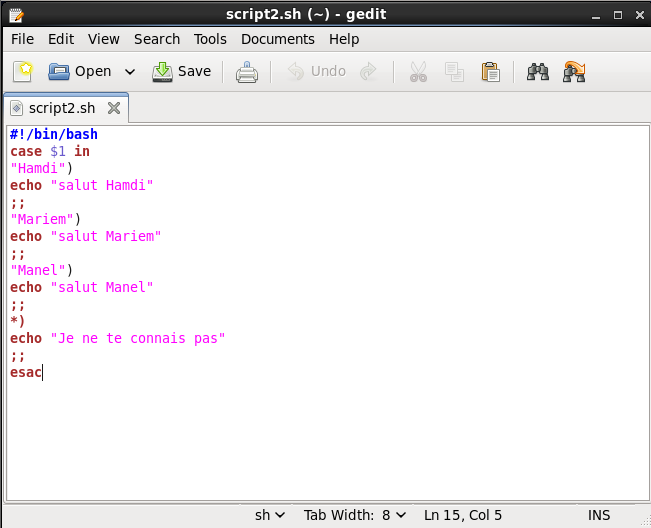 script2.sh (~) - gedit
File Edit View Search Tools Documents Help
Open Save Undo
script2.sh
#!/bin/bash
case $1 in
"Hamdi")
echo "salut Hamdi"
;;
"Mariem")
echo "salut Mariem"
;;
"Manel")
echo "salut Manel"
;;
*)
echo "Je ne te connais pas"
;;
esac
sh Tab Width: 8 Ln 15, Col 5 INS